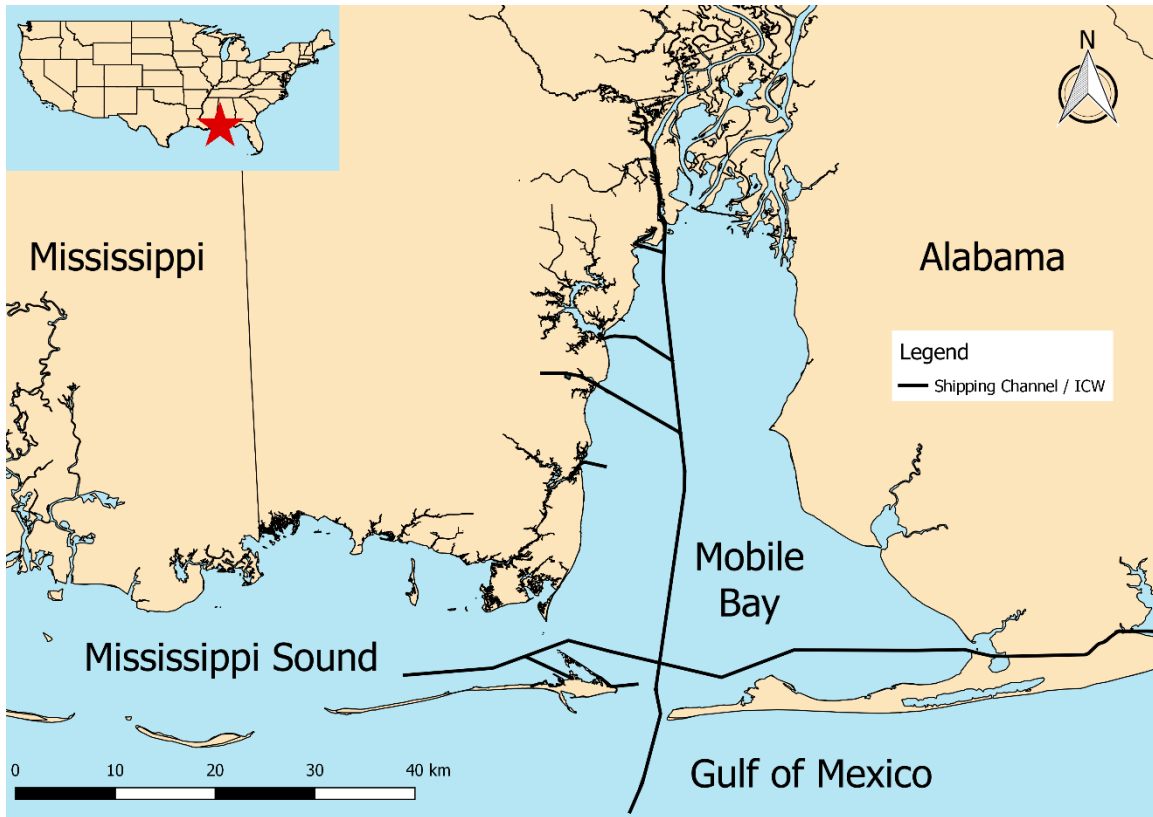 N
Mississippi
Alabama
Legend
Shipping Channel / ICW
Mobile
Bay
Mississippi Sound
0 10 20 30 40 km
Gulf of Mexico